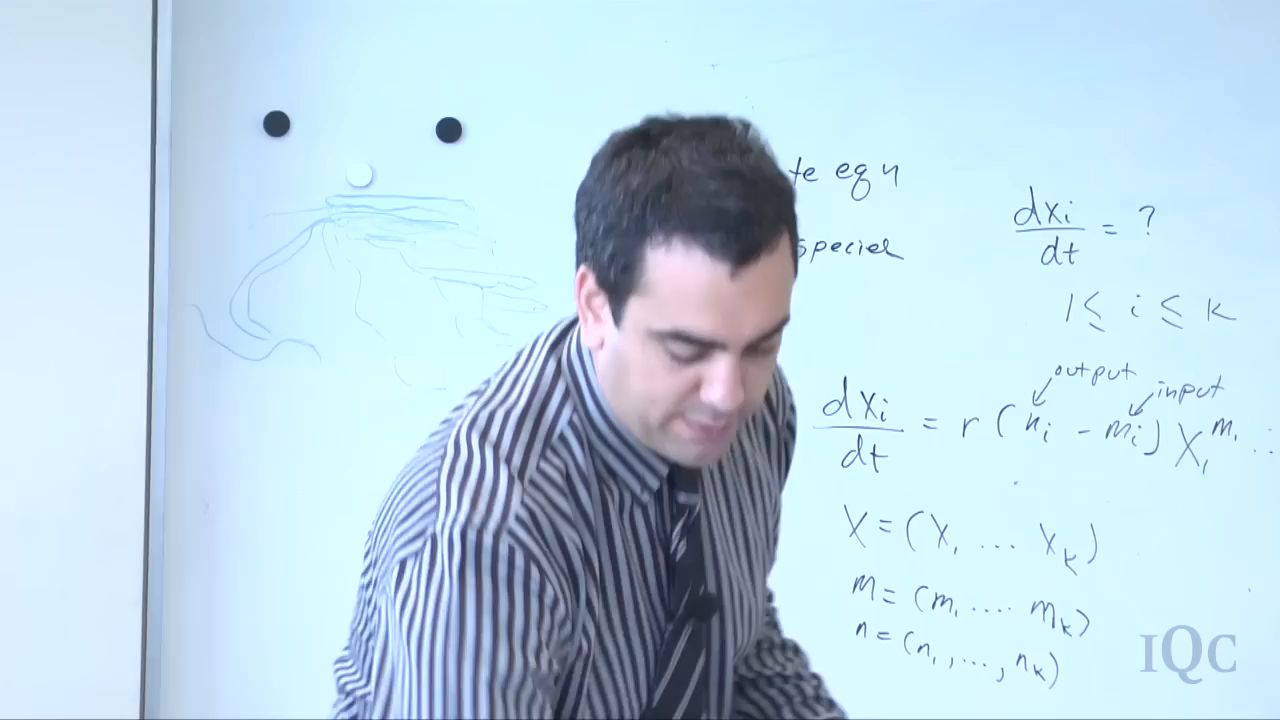 te eqn
species
dxi/dt = ?
1 ≤ i ≤ k
output
input
dxi/dt = r (ni - mi) X1^m1 ...
X = (X1 ... Xk)
m = (m1 .... mk)
n = (n1, ..., nk)
IQC